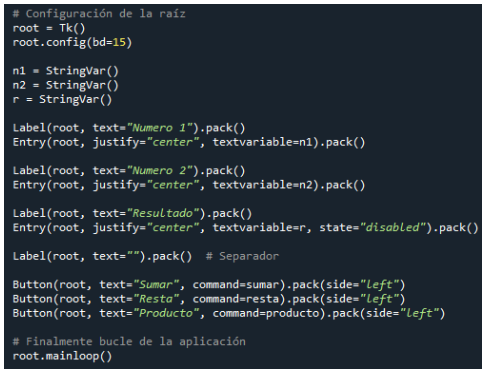 # Configuración de la raíz
root = Tk()
root.config(bd=15)
n1 = StringVar()
n2 = StringVar()
r = StringVar()
Label(root, text="Numero 1").pack()
Entry(root, justify="center", textvariable=n1).pack()
Label(root, text="Numero 2").pack()
Entry(root, justify="center", textvariable=n2).pack()
Label(root, text="Resultado").pack()
Entry(root, justify="center", textvariable=r, state="disabled").pack()
Label(root, text="").pack()  # Separador
Button(root, text="Sumar", command=sumar).pack(side="left")
Button(root, text="Resta", command=resta).pack(side="left")
Button(root, text="Producto", command=producto).pack(side="left")
# Finalmente bucle de la aplicación
root.mainloop()